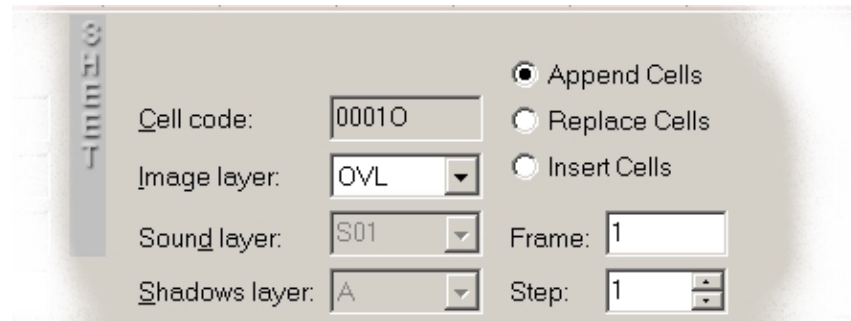 SHEET
Append Cells
Cell code: 0001O
Replace Cells
Image layer: OVL
Insert Cells
Sound layer: S01
Frame: 1
Shadows layer: A
Step: 1